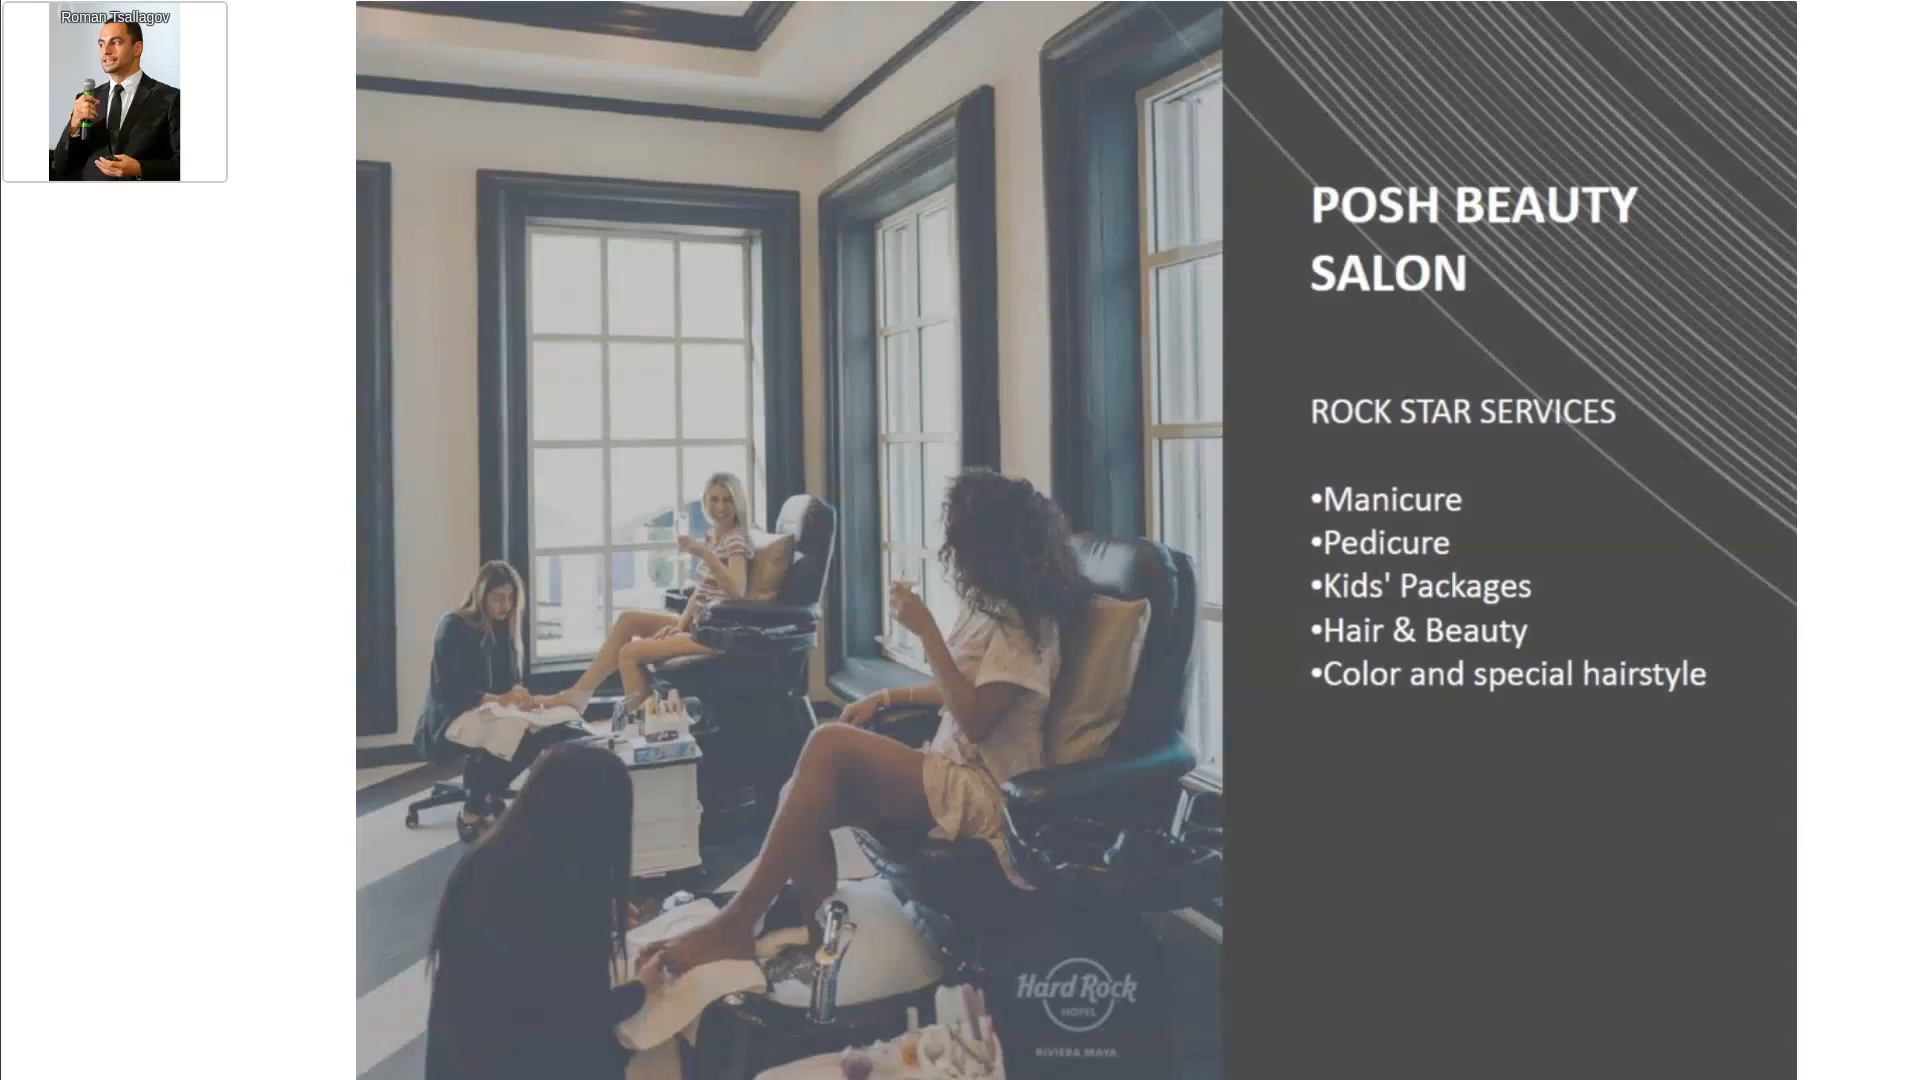 Roman Tsallagov
POSH BEAUTY
SALON
ROCK STAR SERVICES
•Manicure
•Pedicure
•Kids' Packages
•Hair & Beauty
•Color and special hairstyle
Hard Rock
HOTEL
RIVIERA MAYA